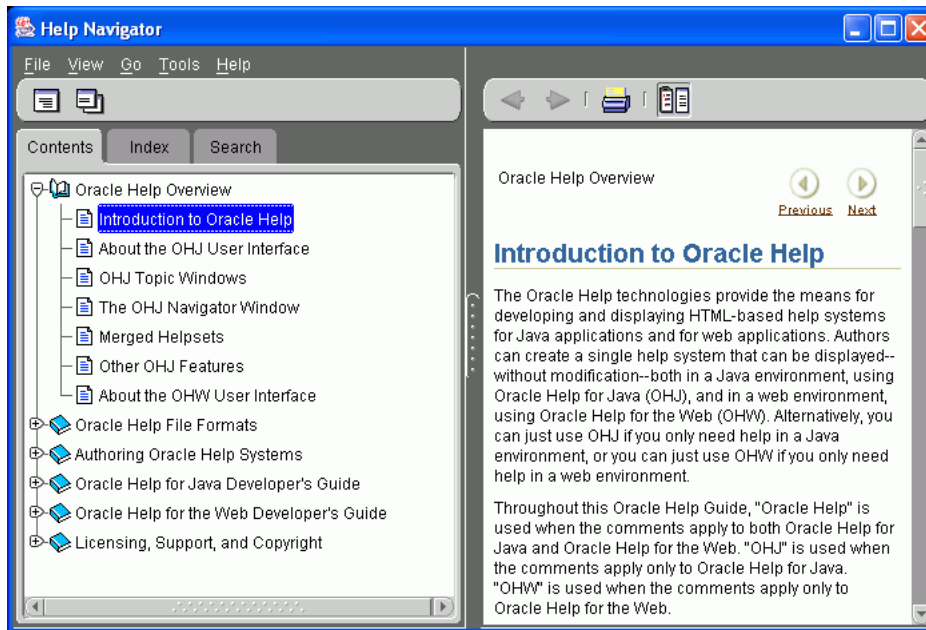 Help Navigator
File View Go Tools Help
Contents Index Search
Oracle Help Overview
Introduction to Oracle Help
About the OHJ User Interface
OHJ Topic Windows
The OHJ Navigator Window
Merged Helpsets
Other OHJ Features
About the OHW User Interface
Oracle Help File Formats
Authoring Oracle Help Systems
Oracle Help for Java Developer's Guide
Oracle Help for the Web Developer's Guide
Licensing, Support, and Copyright
Oracle Help Overview
Previous Next
Introduction to Oracle Help
The Oracle Help technologies provide the means for
developing and displaying HTML-based help systems
for Java applications and for web applications. Authors
can create a single help system that can be displayed--
without modification--both in a Java environment, using
Oracle Help for Java (OHJ), and in a web environment,
using Oracle Help for the Web (OHW). Alternatively, you
can just use OHJ if you only need help in a Java
environment, or you can just use OHW if you only need
help in a web environment.
Throughout this Oracle Help Guide, "Oracle Help" is
used when the comments apply to both Oracle Help for
Java and Oracle Help for the Web. "OHJ" is used when
the comments apply only to Oracle Help for Java.
"OHW" is used when the comments apply only to
Oracle Help for the Web.